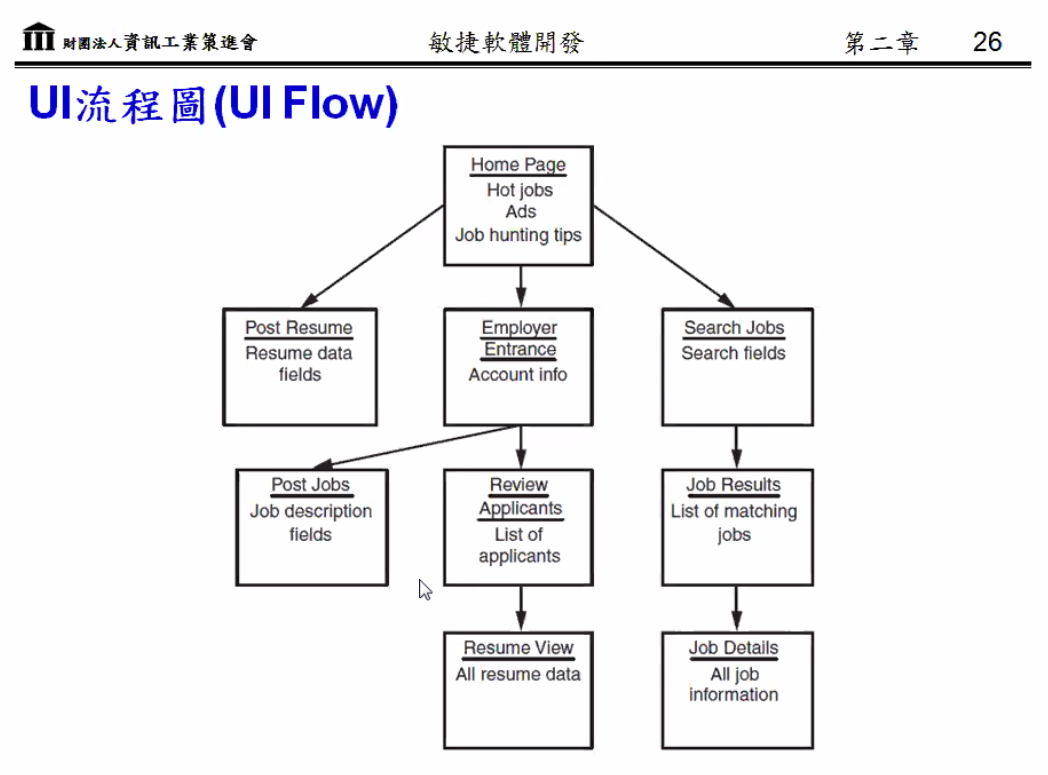 財團法人資訊工業策進會 敏捷軟體開發 第二章 26
UI流程圖(UI Flow)
Home Page
Hot jobs
Ads
Job hunting tips
Post Resume
Resume data
fields
Employer
Entrance
Account info
Search Jobs
Search fields
Post Jobs
Job description
fields
Review
Applicants
List of
applicants
Job Results
List of matching
jobs
Resume View
All resume data
Job Details
All job
information